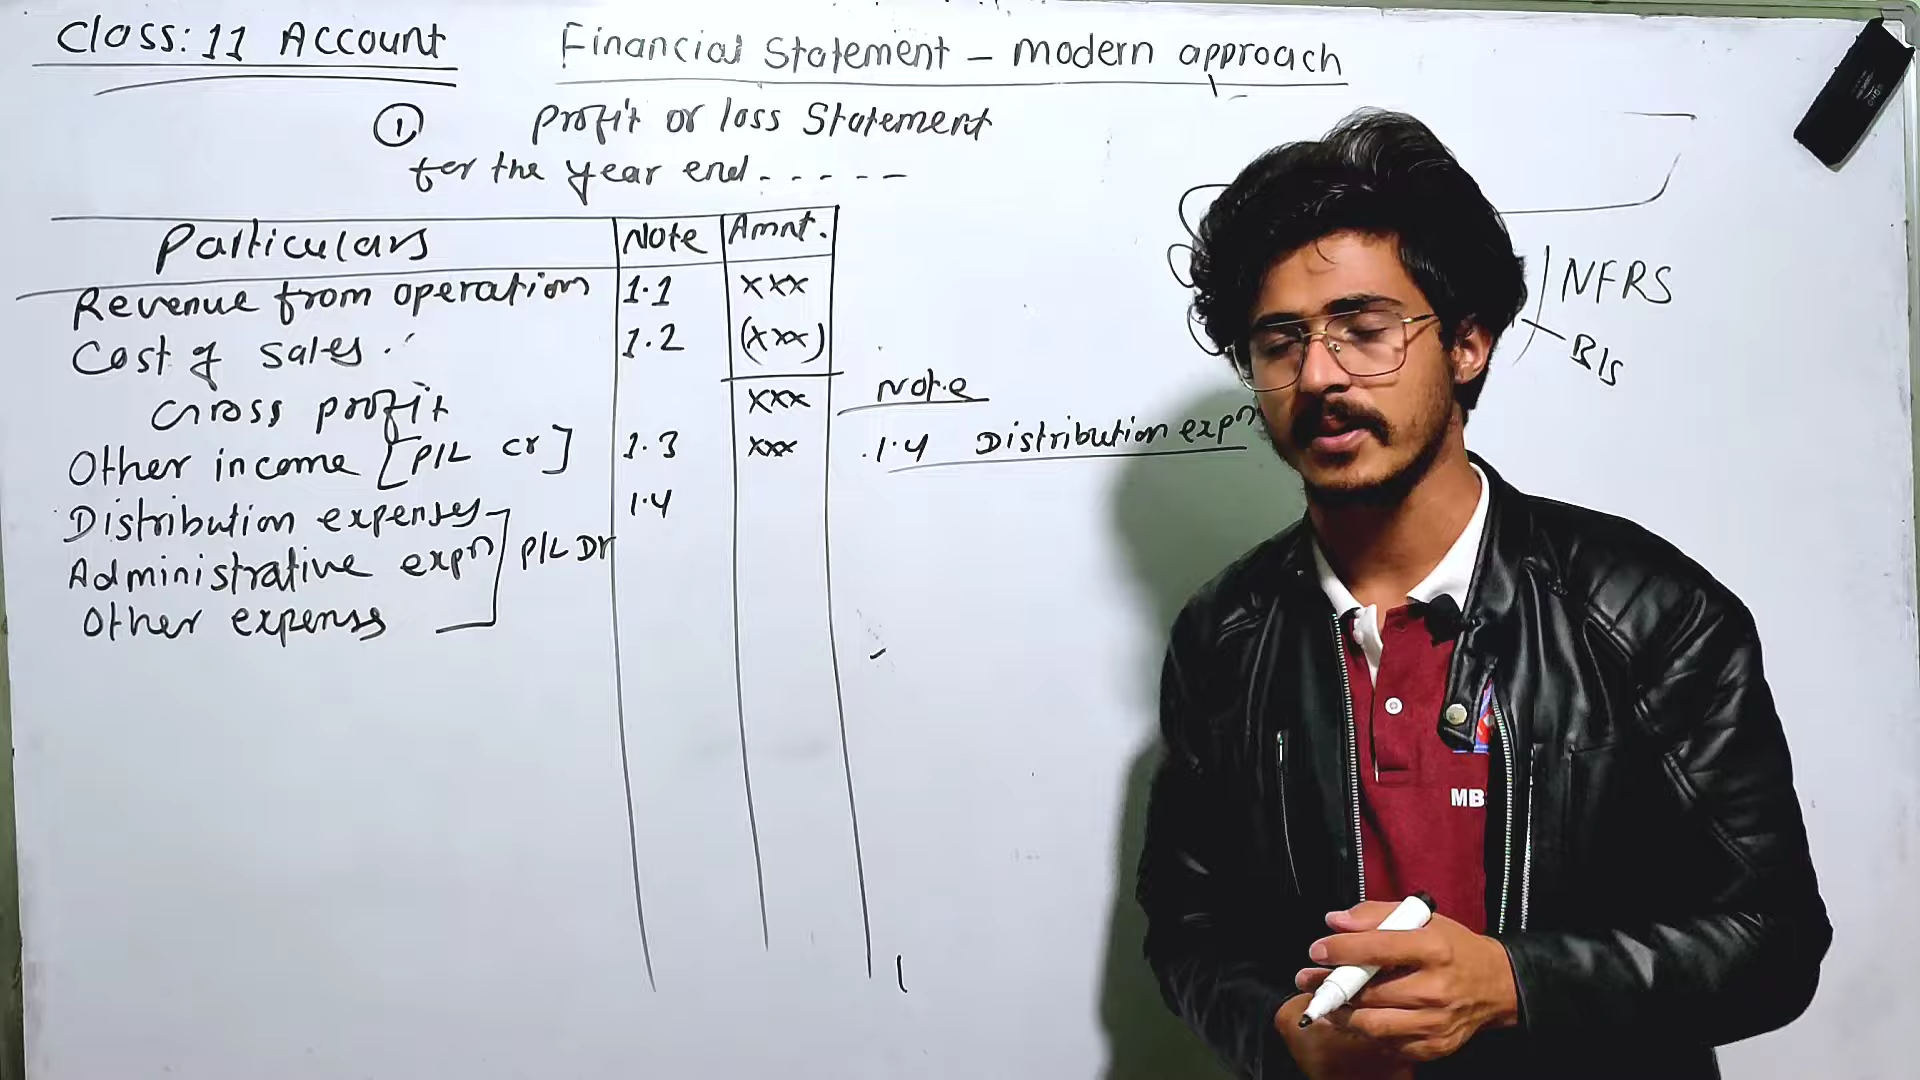 Class: 11 Account
Financial Statement – modern approach
① Profit or loss Statement
for the year end - - - - -
Particulars Note Amnt.
Revenue from operation 1.1 xxx
Cost of sales 1.2 (xxx)
Gross profit xxx
Other income [P/L cr] 1.3 xxx
Distribution expenses 1.4
Administrative expn P/L Dr
Other expenses
Note
1.4 Distribution expn
NFRS
B/S
MB